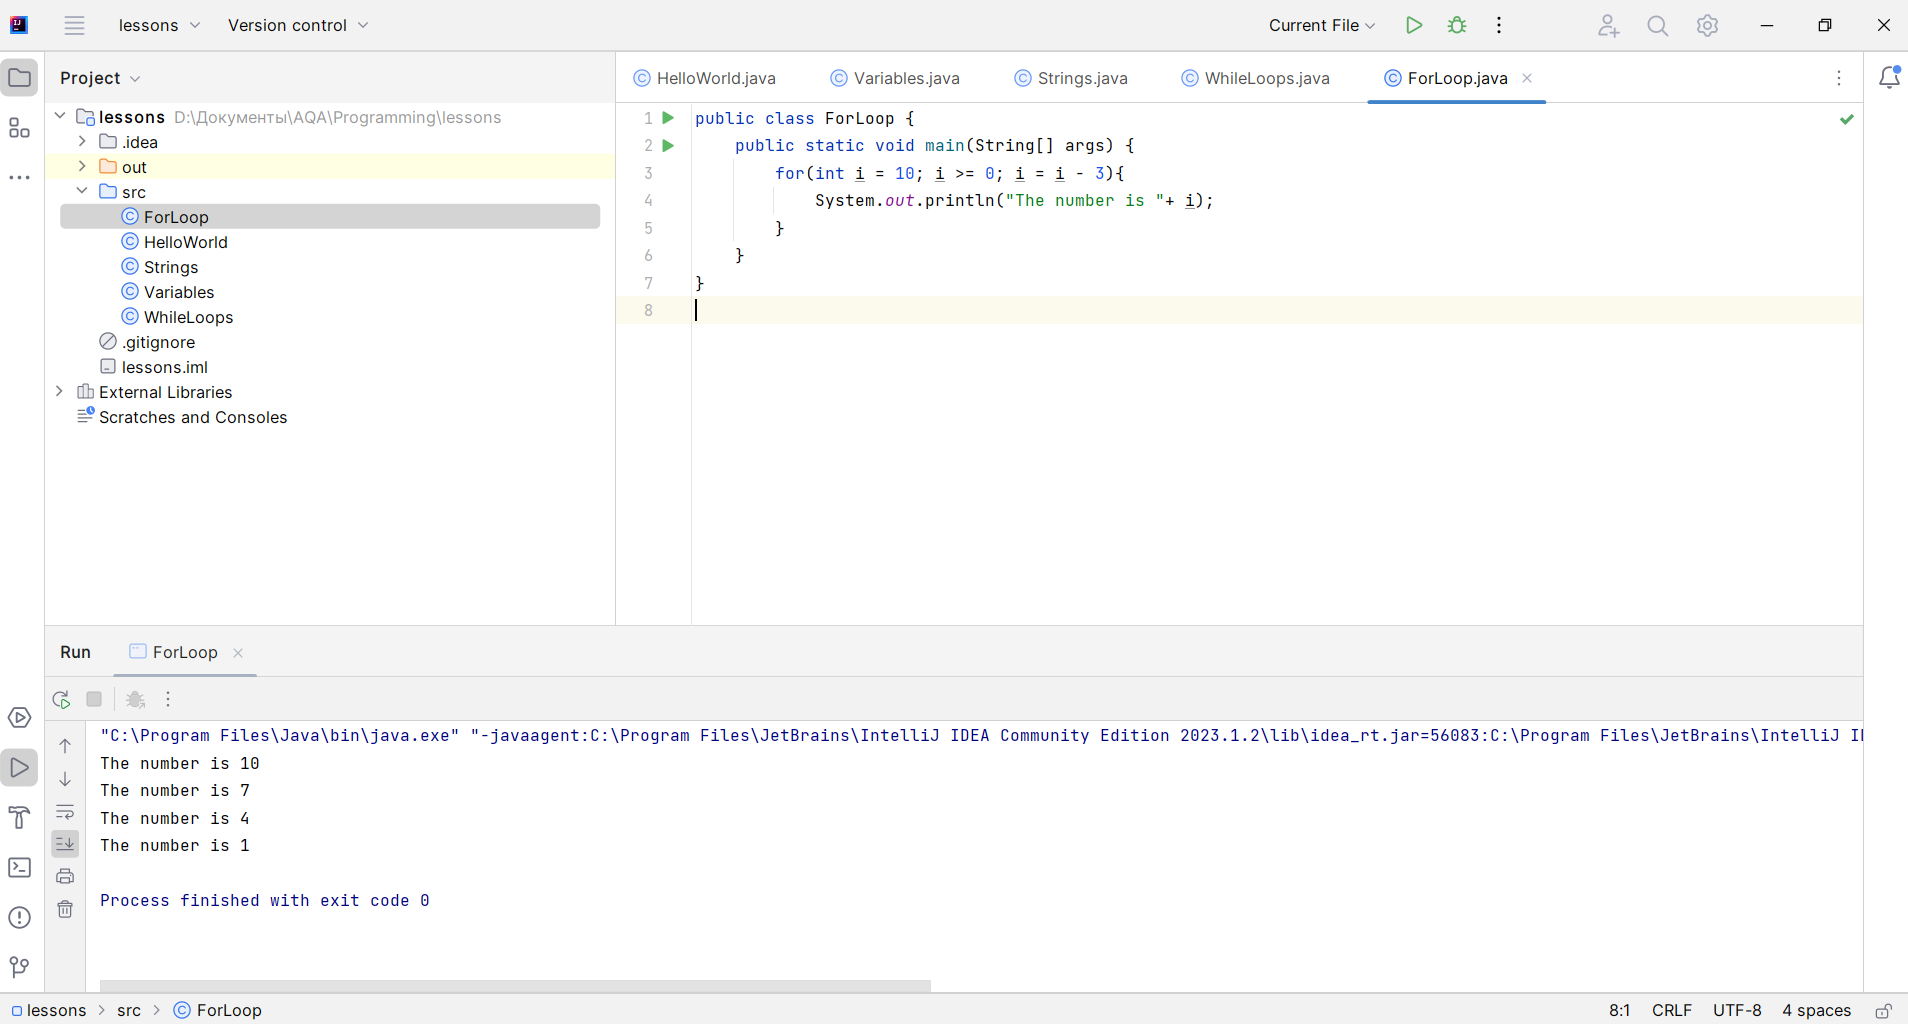 lessons Version control Current File
Project
HelloWorld.java Variables.java Strings.java WhileLoops.java ForLoop.java
lessons D:\Документы\AQA\Programming\lessons
.idea
out
src
ForLoop
HelloWorld
Strings
Variables
WhileLoops
.gitignore
lessons.iml
External Libraries
Scratches and Consoles
1 public class ForLoop {
2 public static void main(String[] args) {
3 for(int i = 10; i >= 0; i = i - 3){
4 System.out.println("The number is "+ i);
5 }
6 }
7 }
8
Run ForLoop
"C:\Program Files\Java\bin\java.exe" "-javaagent:C:\Program Files\JetBrains\IntelliJ IDEA Community Edition 2023.1.2\lib\idea_rt.jar=56083:C:\Program Files\JetBrains\IntelliJ
The number is 10
The number is 7
The number is 4
The number is 1
Process finished with exit code 0
lessons > src > ForLoop 8:1 CRLF UTF-8 4 spaces